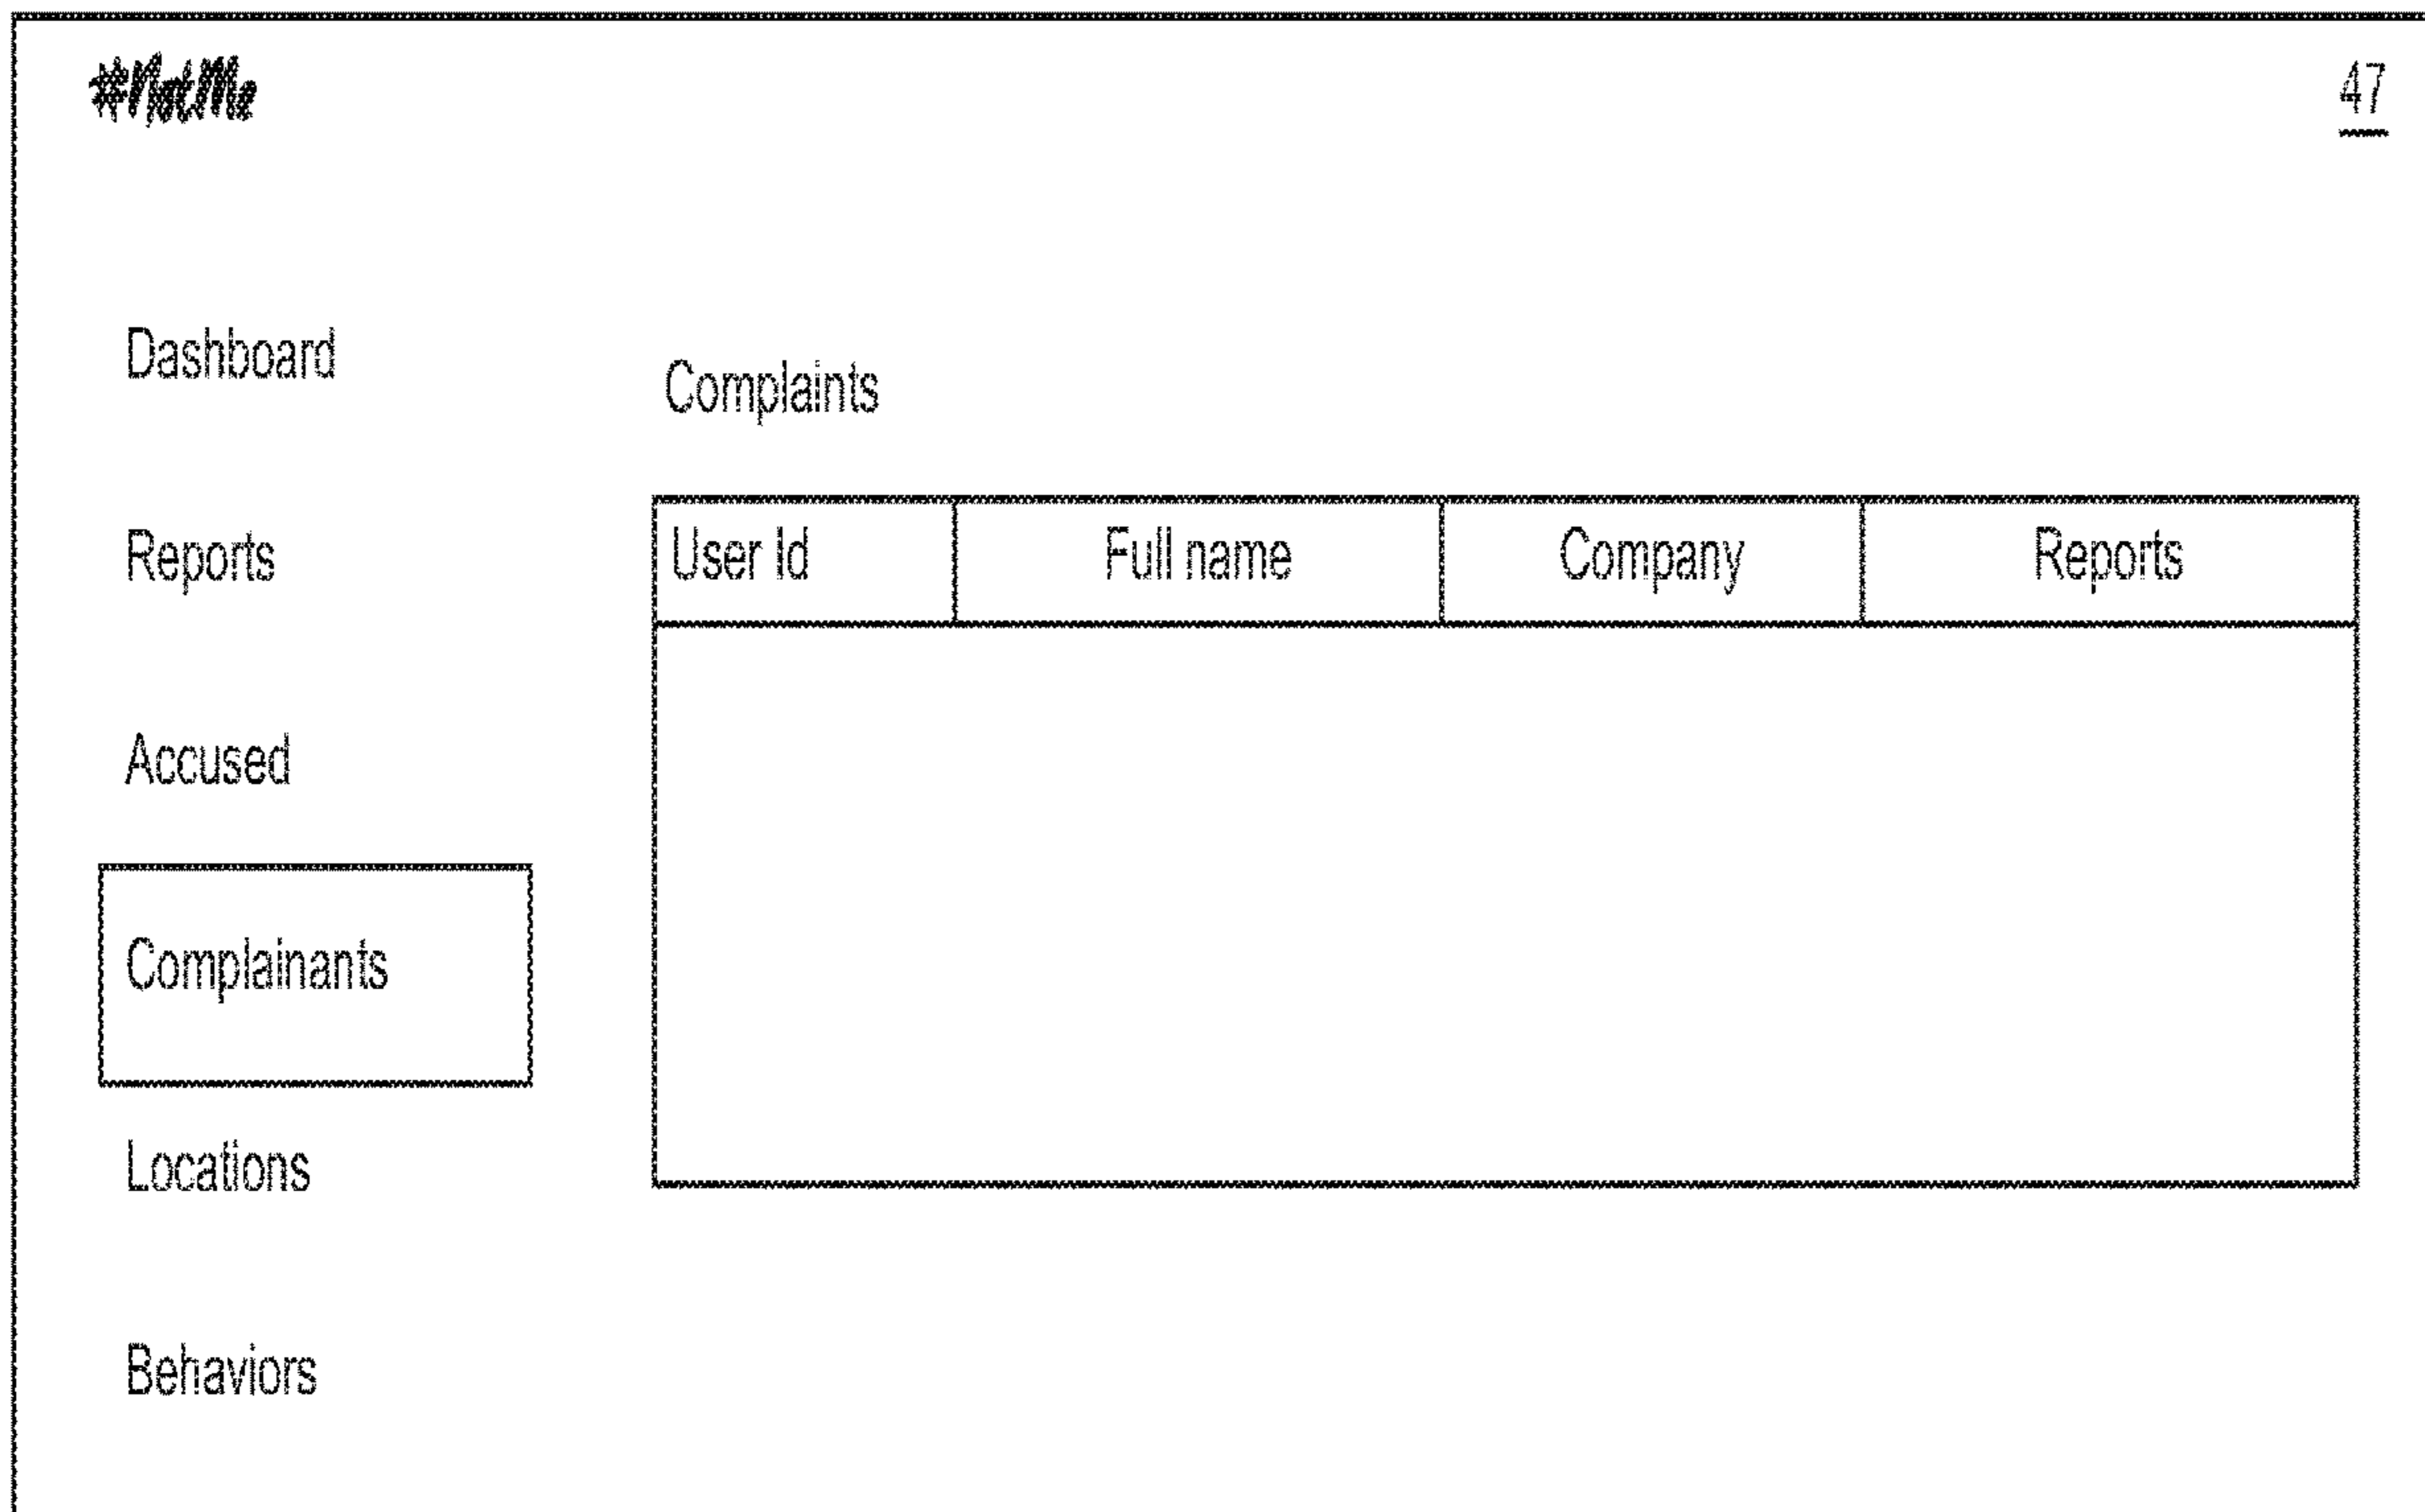 #NotMe
47
Dashboard
Complaints
Reports
User Id Full name Company Reports
Accused
Complainants
Locations
Behaviors